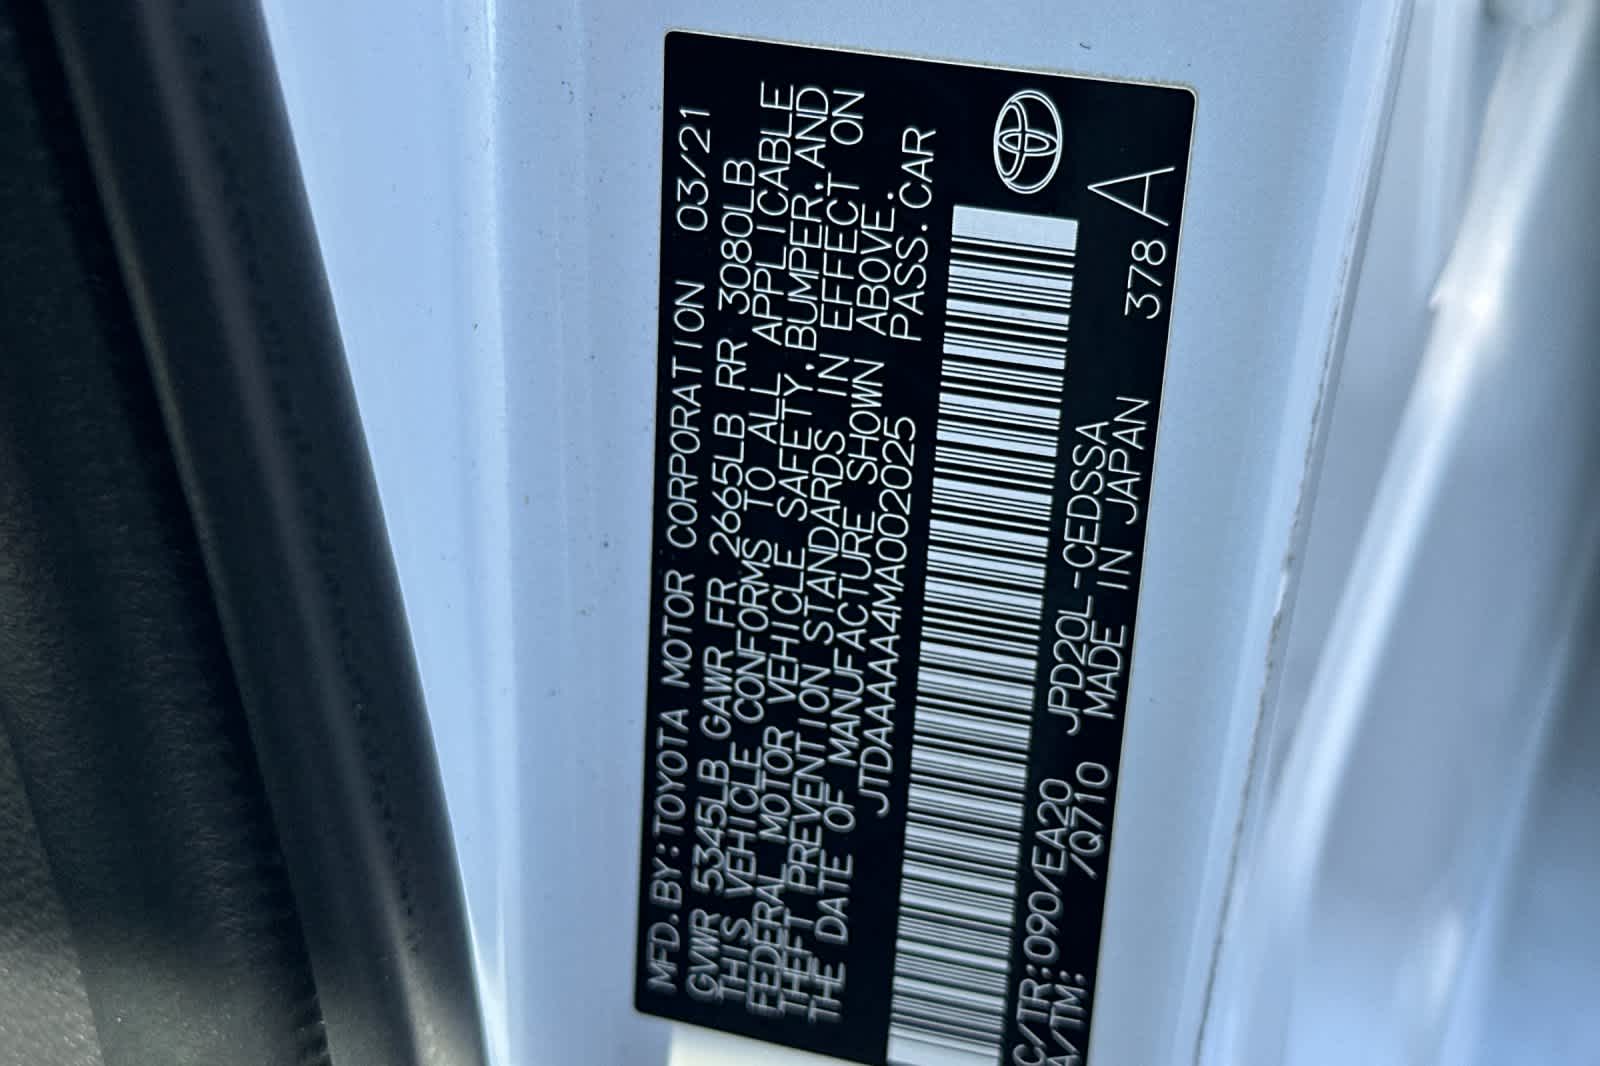 MFD.BY:TOYOTA MOTOR CORPORATION 03/21
GVWR 5345LB GAWR FR 2665LB RR 3080LB
THIS VEHICLE CONFORMS TO ALL APPLICABLE
FEDERAL MOTOR VEHICLE SAFETY,BUMPER,AND
THEFT PREVENTION STANDARDS IN EFFECT ON
THE DATE OF MANUFACTURE SHOWN ABOVE.
JTDAAAAA4MA002025 PASS.CAR
C/TR:090/EA20 JPD20L-CEDSSA
A/TM: /Q710 MADE IN JAPAN 378A